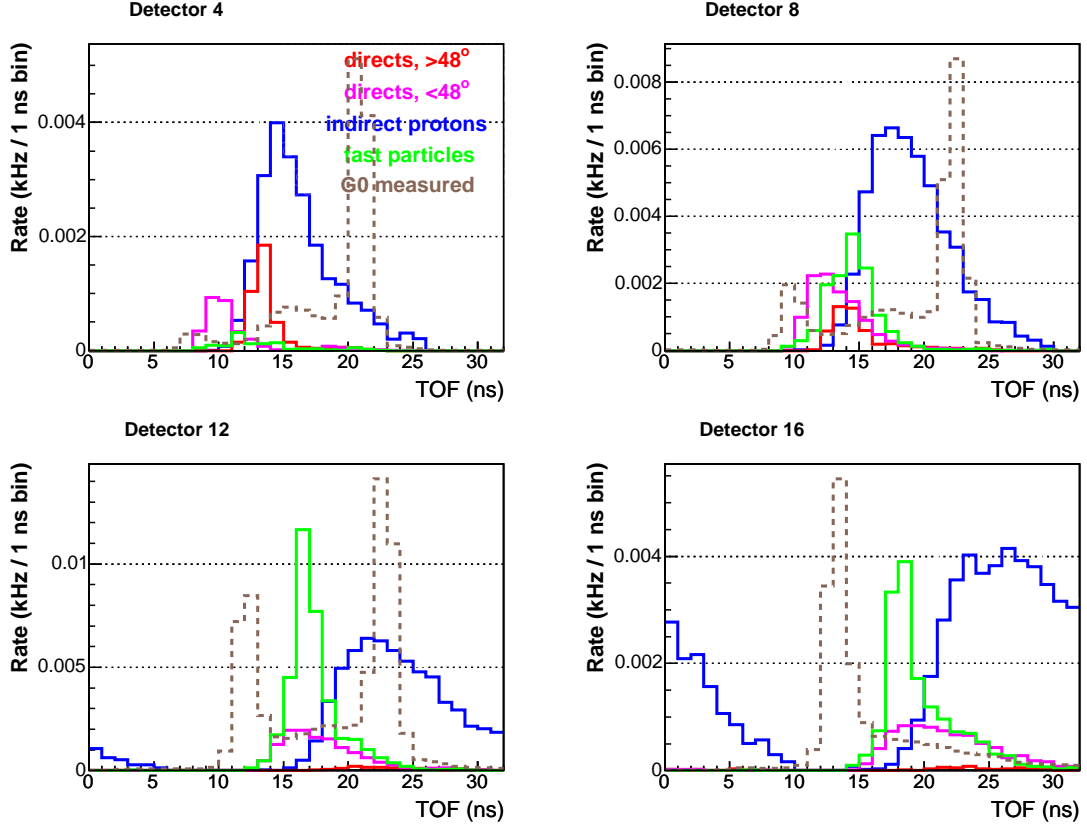 Detector 4
Rate (kHz / 1 ns bin)
0.004
0.002
0
directs, >48°
directs, <48°
indirect protons
fast particles
G0 measured
0 5 10 15 20 25 30
TOF (ns)
Detector 8
Rate (kHz / 1 ns bin)
0.008
0.006
0.004
0.002
0
0 5 10 15 20 25 30
TOF (ns)
Detector 12
Rate (kHz / 1 ns bin)
0.01
0.005
0
0 5 10 15 20 25 30
TOF (ns)
Detector 16
Rate (kHz / 1 ns bin)
0.004
0.002
0
0 5 10 15 20 25 30
TOF (ns)